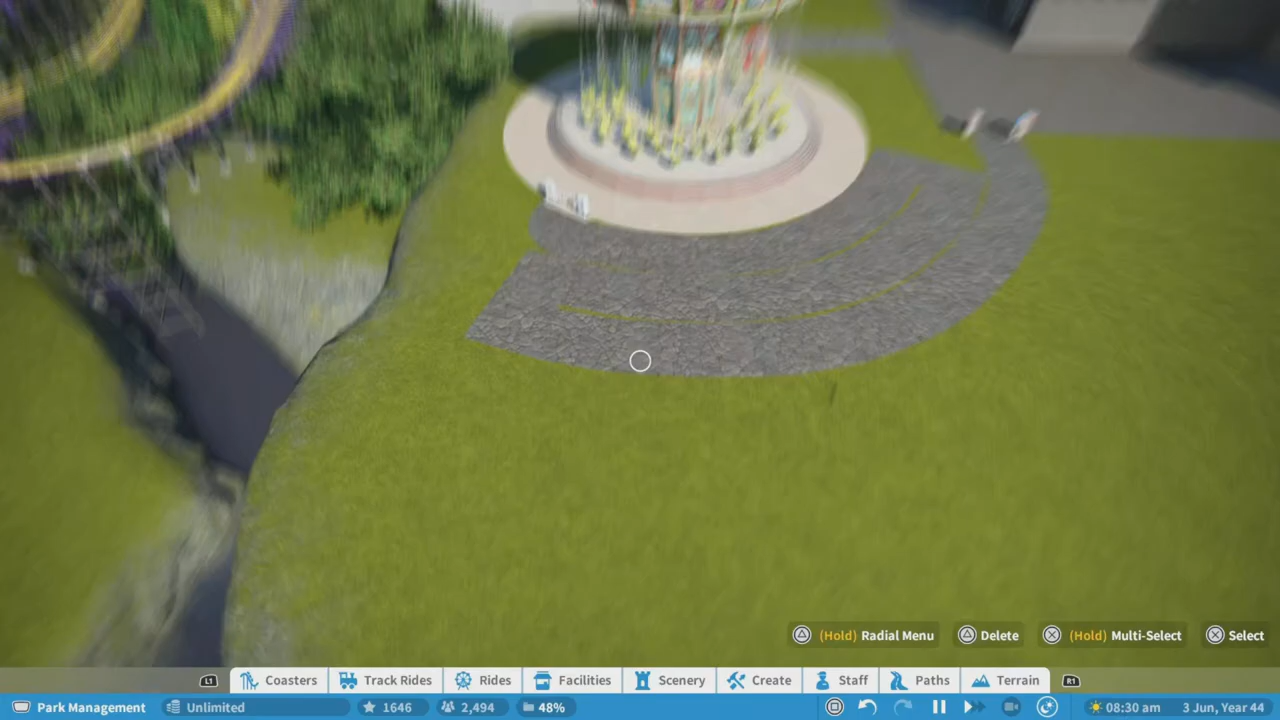 (Hold) Radial Menu Delete (Hold) Multi-Select Select
L1 Coasters Track Rides Rides Facilities Scenery Create Staff Paths Terrain R1
Park Management Unlimited 1646 2,494 48% 08:30 am 3 Jun, Year 44